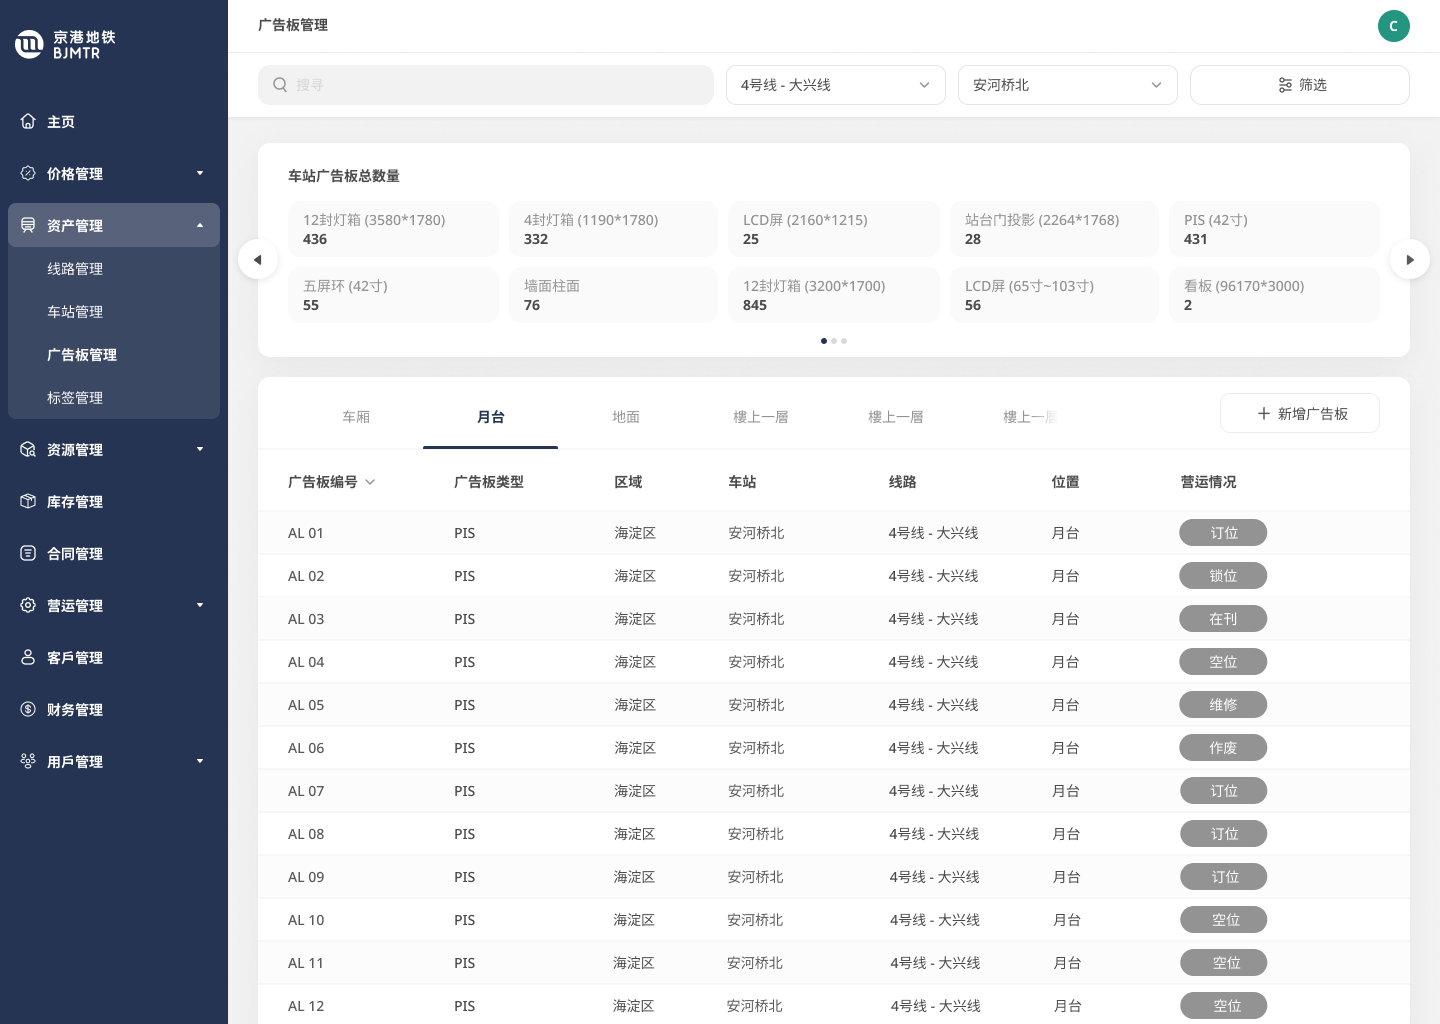 京港地铁
BJMTR
主页
价格管理
资产管理
线路管理
车站管理
广告板管理
标签管理
资源管理
库存管理
合同管理
营运管理
客戶管理
财务管理
用戶管理
广告板管理
C
搜寻
4号线 - 大兴线
安河桥北
筛选
车站广告板总数量
12封灯箱 (3580*1780)
436
4封灯箱 (1190*1780)
332
LCD屏 (2160*1215)
25
站台门投影 (2264*1768)
28
PIS (42寸)
431
五屏环 (42寸)
55
墙面柱面
76
12封灯箱 (3200*1700)
845
LCD屏 (65寸~103寸)
56
看板 (96170*3000)
2
车厢
月台
地面
樓上一層
樓上一層
樓上一層
新增广告板
广告板编号 广告板类型 区域 车站 线路 位置 营运情况
AL 01 PIS 海淀区 安河桥北 4号线 - 大兴线 月台 订位
AL 02 PIS 海淀区 安河桥北 4号线 - 大兴线 月台 锁位
AL 03 PIS 海淀区 安河桥北 4号线 - 大兴线 月台 在刊
AL 04 PIS 海淀区 安河桥北 4号线 - 大兴线 月台 空位
AL 05 PIS 海淀区 安河桥北 4号线 - 大兴线 月台 维修
AL 06 PIS 海淀区 安河桥北 4号线 - 大兴线 月台 作废
AL 07 PIS 海淀区 安河桥北 4号线 - 大兴线 月台 订位
AL 08 PIS 海淀区 安河桥北 4号线 - 大兴线 月台 订位
AL 09 PIS 海淀区 安河桥北 4号线 - 大兴线 月台 订位
AL 10 PIS 海淀区 安河桥北 4号线 - 大兴线 月台 空位
AL 11 PIS 海淀区 安河桥北 4号线 - 大兴线 月台 空位
AL 12 PIS 海淀区 安河桥北 4号线 - 大兴线 月台 空位